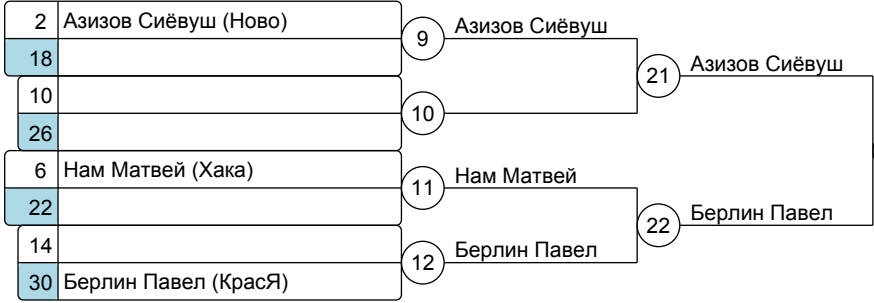 2 Азизов Сиёвуш (Ново)
18
9 Азизов Сиёвуш
21 Азизов Сиёвуш
10
26
10
6 Нам Матвей (Хака)
22
11 Нам Матвей
22 Берлин Павел
14
30 Берлин Павел (КрасЯ)
12 Берлин Павел